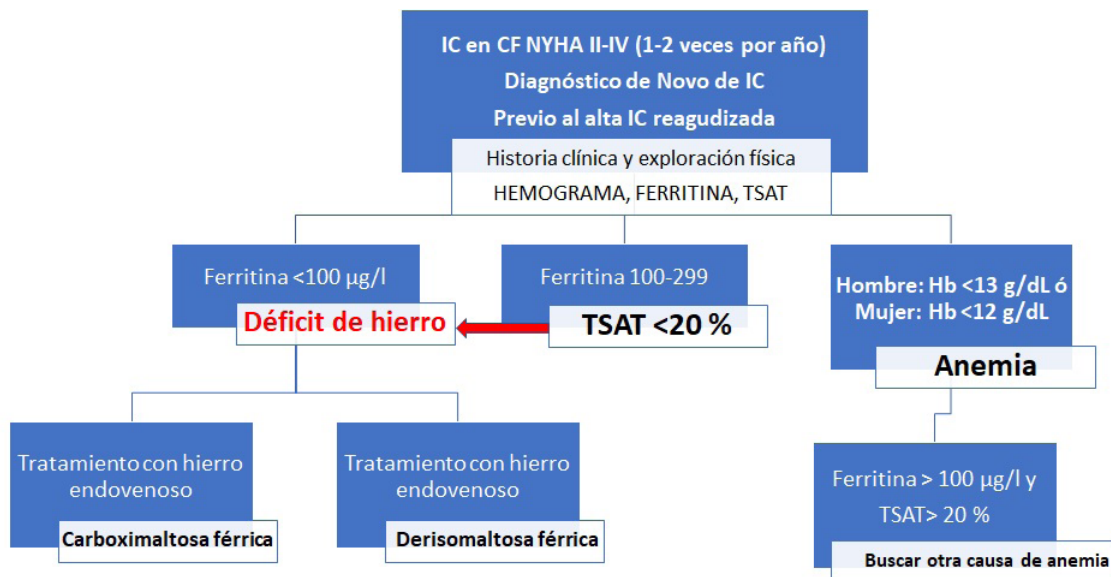 IC en CF NYHA II-IV (1-2 veces por año)
Diagnóstico de Novo de IC
Previo al alta IC reagudizada
Historia clínica y exploración física
HEMOGRAMA, FERRITINA, TSAT
Ferritina <100 µg/l
Déficit de hierro
Ferritina 100-299
TSAT <20 %
Hombre: Hb <13 g/dL ó
Mujer: Hb <12 g/dL
Anemia
Tratamiento con hierro
endovenoso
Carboximaltosa férrica
Tratamiento con hierro
endovenoso
Derisomaltosa férrica
Ferritina > 100 µg/l y
TSAT> 20 %
Buscar otra causa de anemia